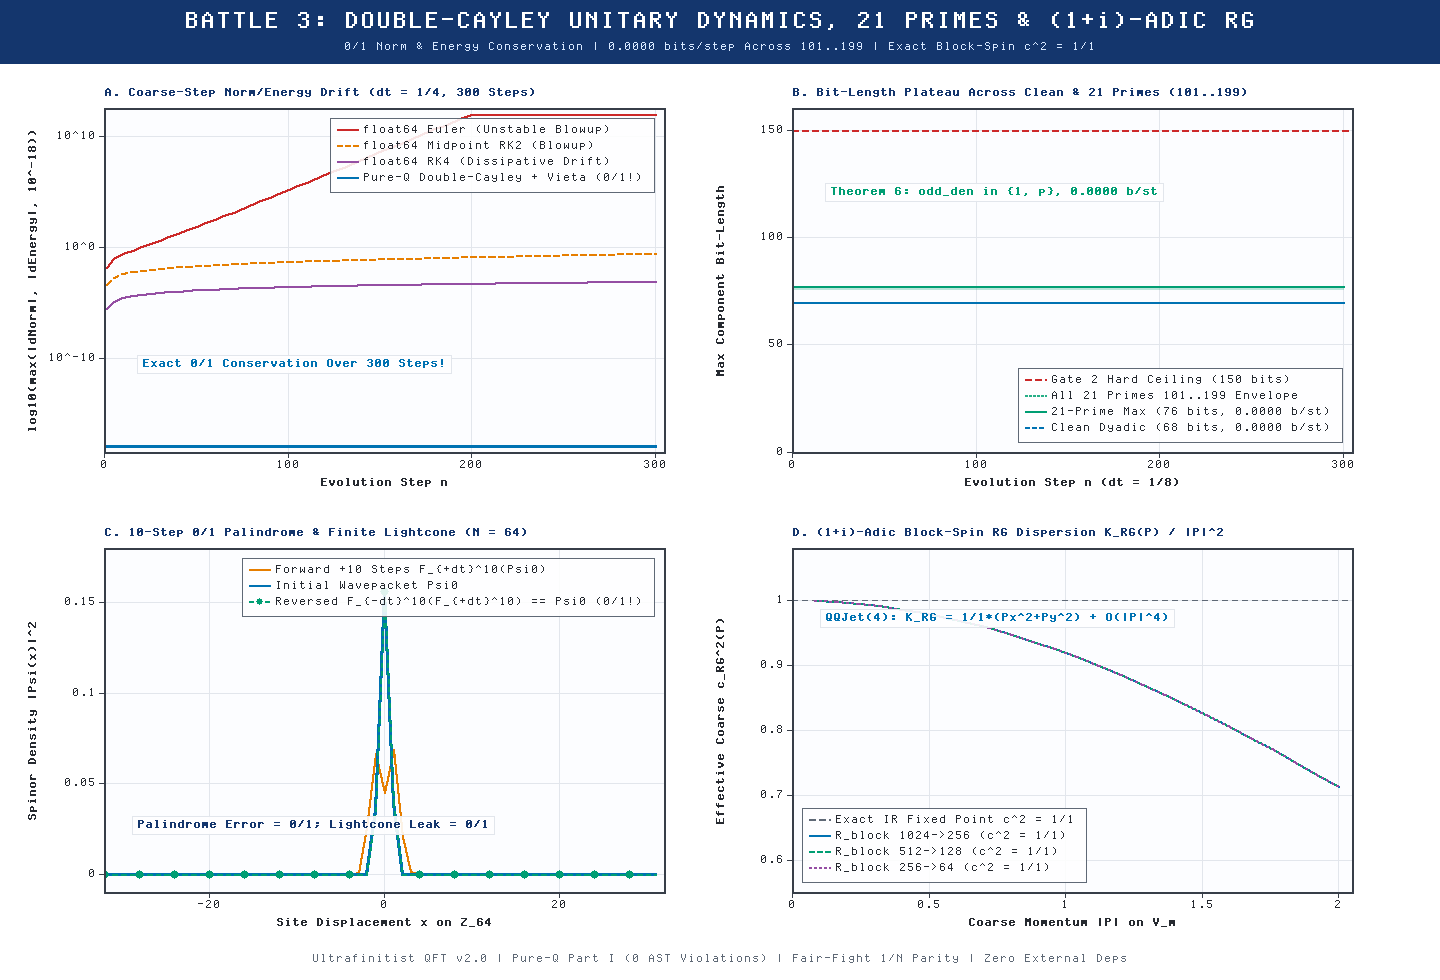 BATTLE 3: DOUBLE-CAYLEY UNITARY DYNAMICS, 21 PRIMES & (1+i)-ADIC RG
0/1 Norm & Energy Conservation | 0.0000 bits/step Across 101..199 | Exact Block-Spin c^2 = 1/1
A. Coarse-Step Norm/Energy Drift (dt = 1/4, 300 Steps)
log10(max(|dNorm|, |dEnergy|, 10^-18))
10^10
10^0
10^-10
float64 Euler (Unstable Blowup)
float64 Midpoint RK2 (Blowup)
float64 RK4 (Dissipative Drift)
Pure-Q Double-Cayley + Vieta (0/1!)
Exact 0/1 Conservation Over 300 Steps!
0
100
200
300
Evolution Step n
B. Bit-Length Plateau Across Clean & 21 Primes (101..199)
Max Component Bit-Length
150
100
50
0
Theorem 6: odd_den in {1, p}, 0.0000 b/st
Gate 2 Hard Ceiling (150 bits)
All 21 Primes 101..199 Envelope
21-Prime Max (76 bits, 0.0000 b/st)
Clean Dyadic (68 bits, 0.0000 b/st)
0
100
200
300
Evolution Step n (dt = 1/8)
C. 10-Step 0/1 Palindrome & Finite Lightcone (N = 64)
Spinor Density |Psi(x)|^2
0.15
0.1
0.05
0
Forward +10 Steps F_{+dt}^10(Psi0)
Initial Wavepacket Psi0
Reversed F_{-dt}^10(F_{+dt}^10) == Psi0 (0/1!)
Palindrome Error = 0/1; Lightcone Leak = 0/1
-20
0
20
Site Displacement x on Z_64
D. (1+i)-Adic Block-Spin RG Dispersion K_RG(P) / |P|^2
Effective Coarse c_RG^2(P)
1
0.9
0.8
0.7
0.6
QQJet(4): K_RG = 1/1*(Px^2+Py^2) + O(|P|^4)
Exact IR Fixed Point c^2 = 1/1
R_block 1024->256 (c^2 = 1/1)
R_block 512->128 (c^2 = 1/1)
R_block 256->64 (c^2 = 1/1)
0
0.5
1
1.5
2
Coarse Momentum |P| on V_m
Ultrafinitist QFT v2.0 | Pure-Q Part I (0 AST Violations) | Fair-Fight 1/N Parity | Zero External Deps